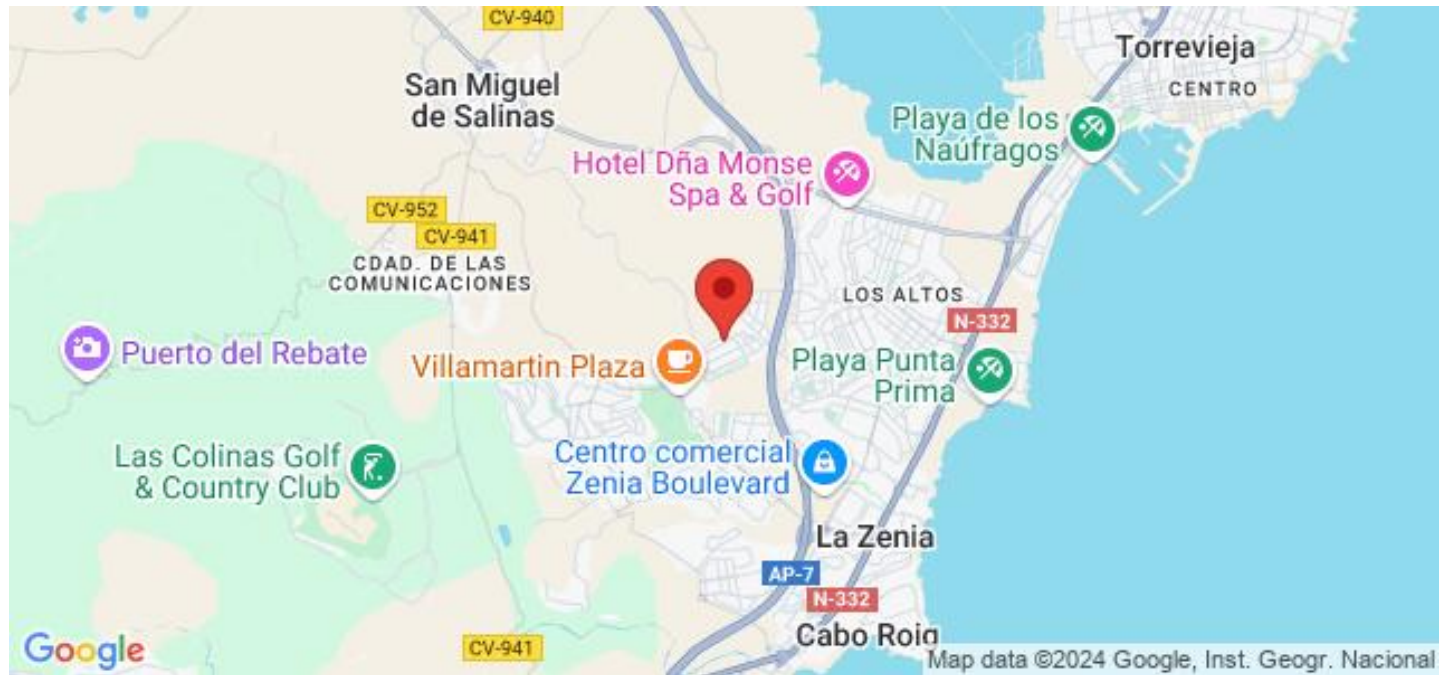 CV-940
Torrevieja
CENTRO
San Miguel
de Salinas
Playa de los
Naúfragos
Hotel Dña Monse
Spa & Golf
CV-952
CV-941
CDAD. DE LAS
COMUNICACIONES
LOS ALTOS
N-332
Puerto del Rebate
Villamartin Plaza
Playa Punta
Prima
Las Colinas Golf
& Country Club
Centro comercial
Zenia Boulevard
La Zenia
AP-7
N-332
Cabo Roig
CV-941
Google
Map data ©2024 Google, Inst. Geogr. Nacional